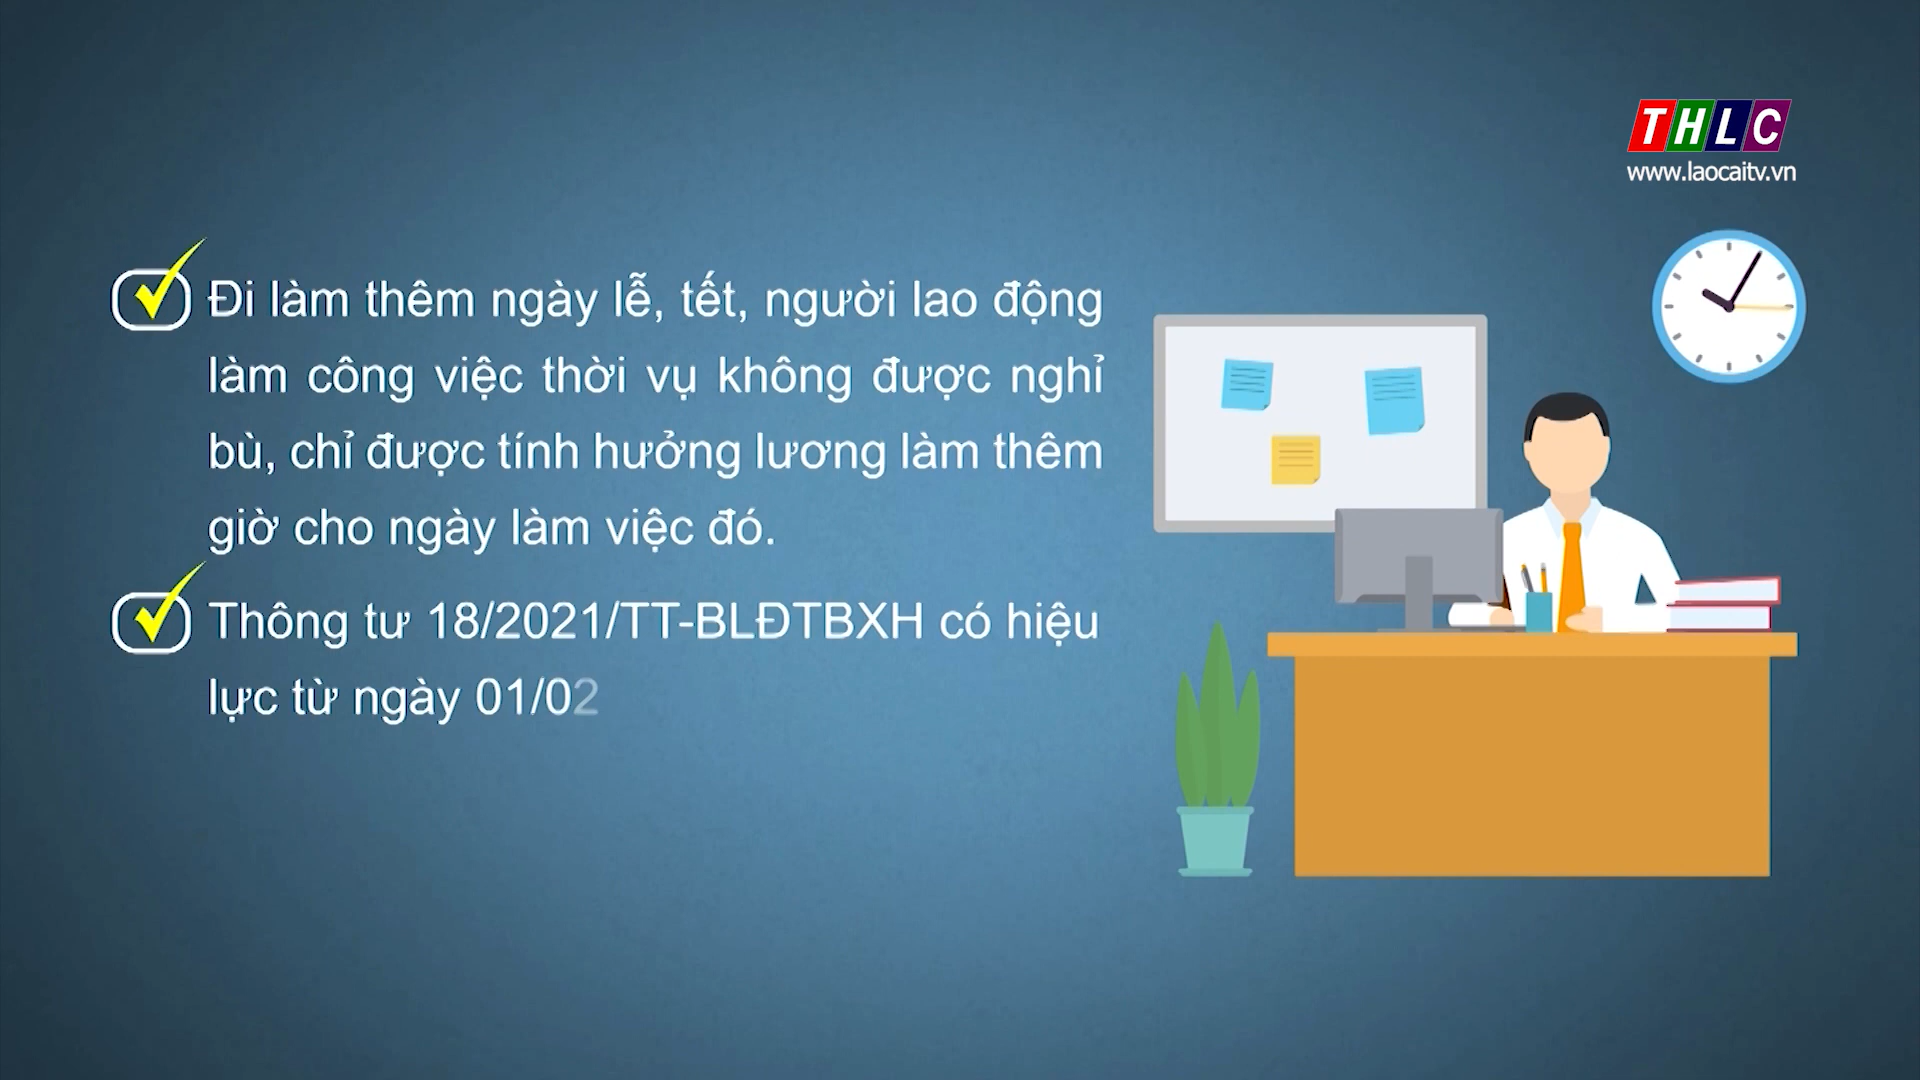 THLC
www.laocaitv.vn
Đi làm thêm ngày lễ, tết, người lao động
làm công việc thời vụ không được nghỉ
bù, chỉ được tính hưởng lương làm thêm
giờ cho ngày làm việc đó.
Thông tư 18/2021/TT-BLĐTBXH có hiệu
lực từ ngày 01/02